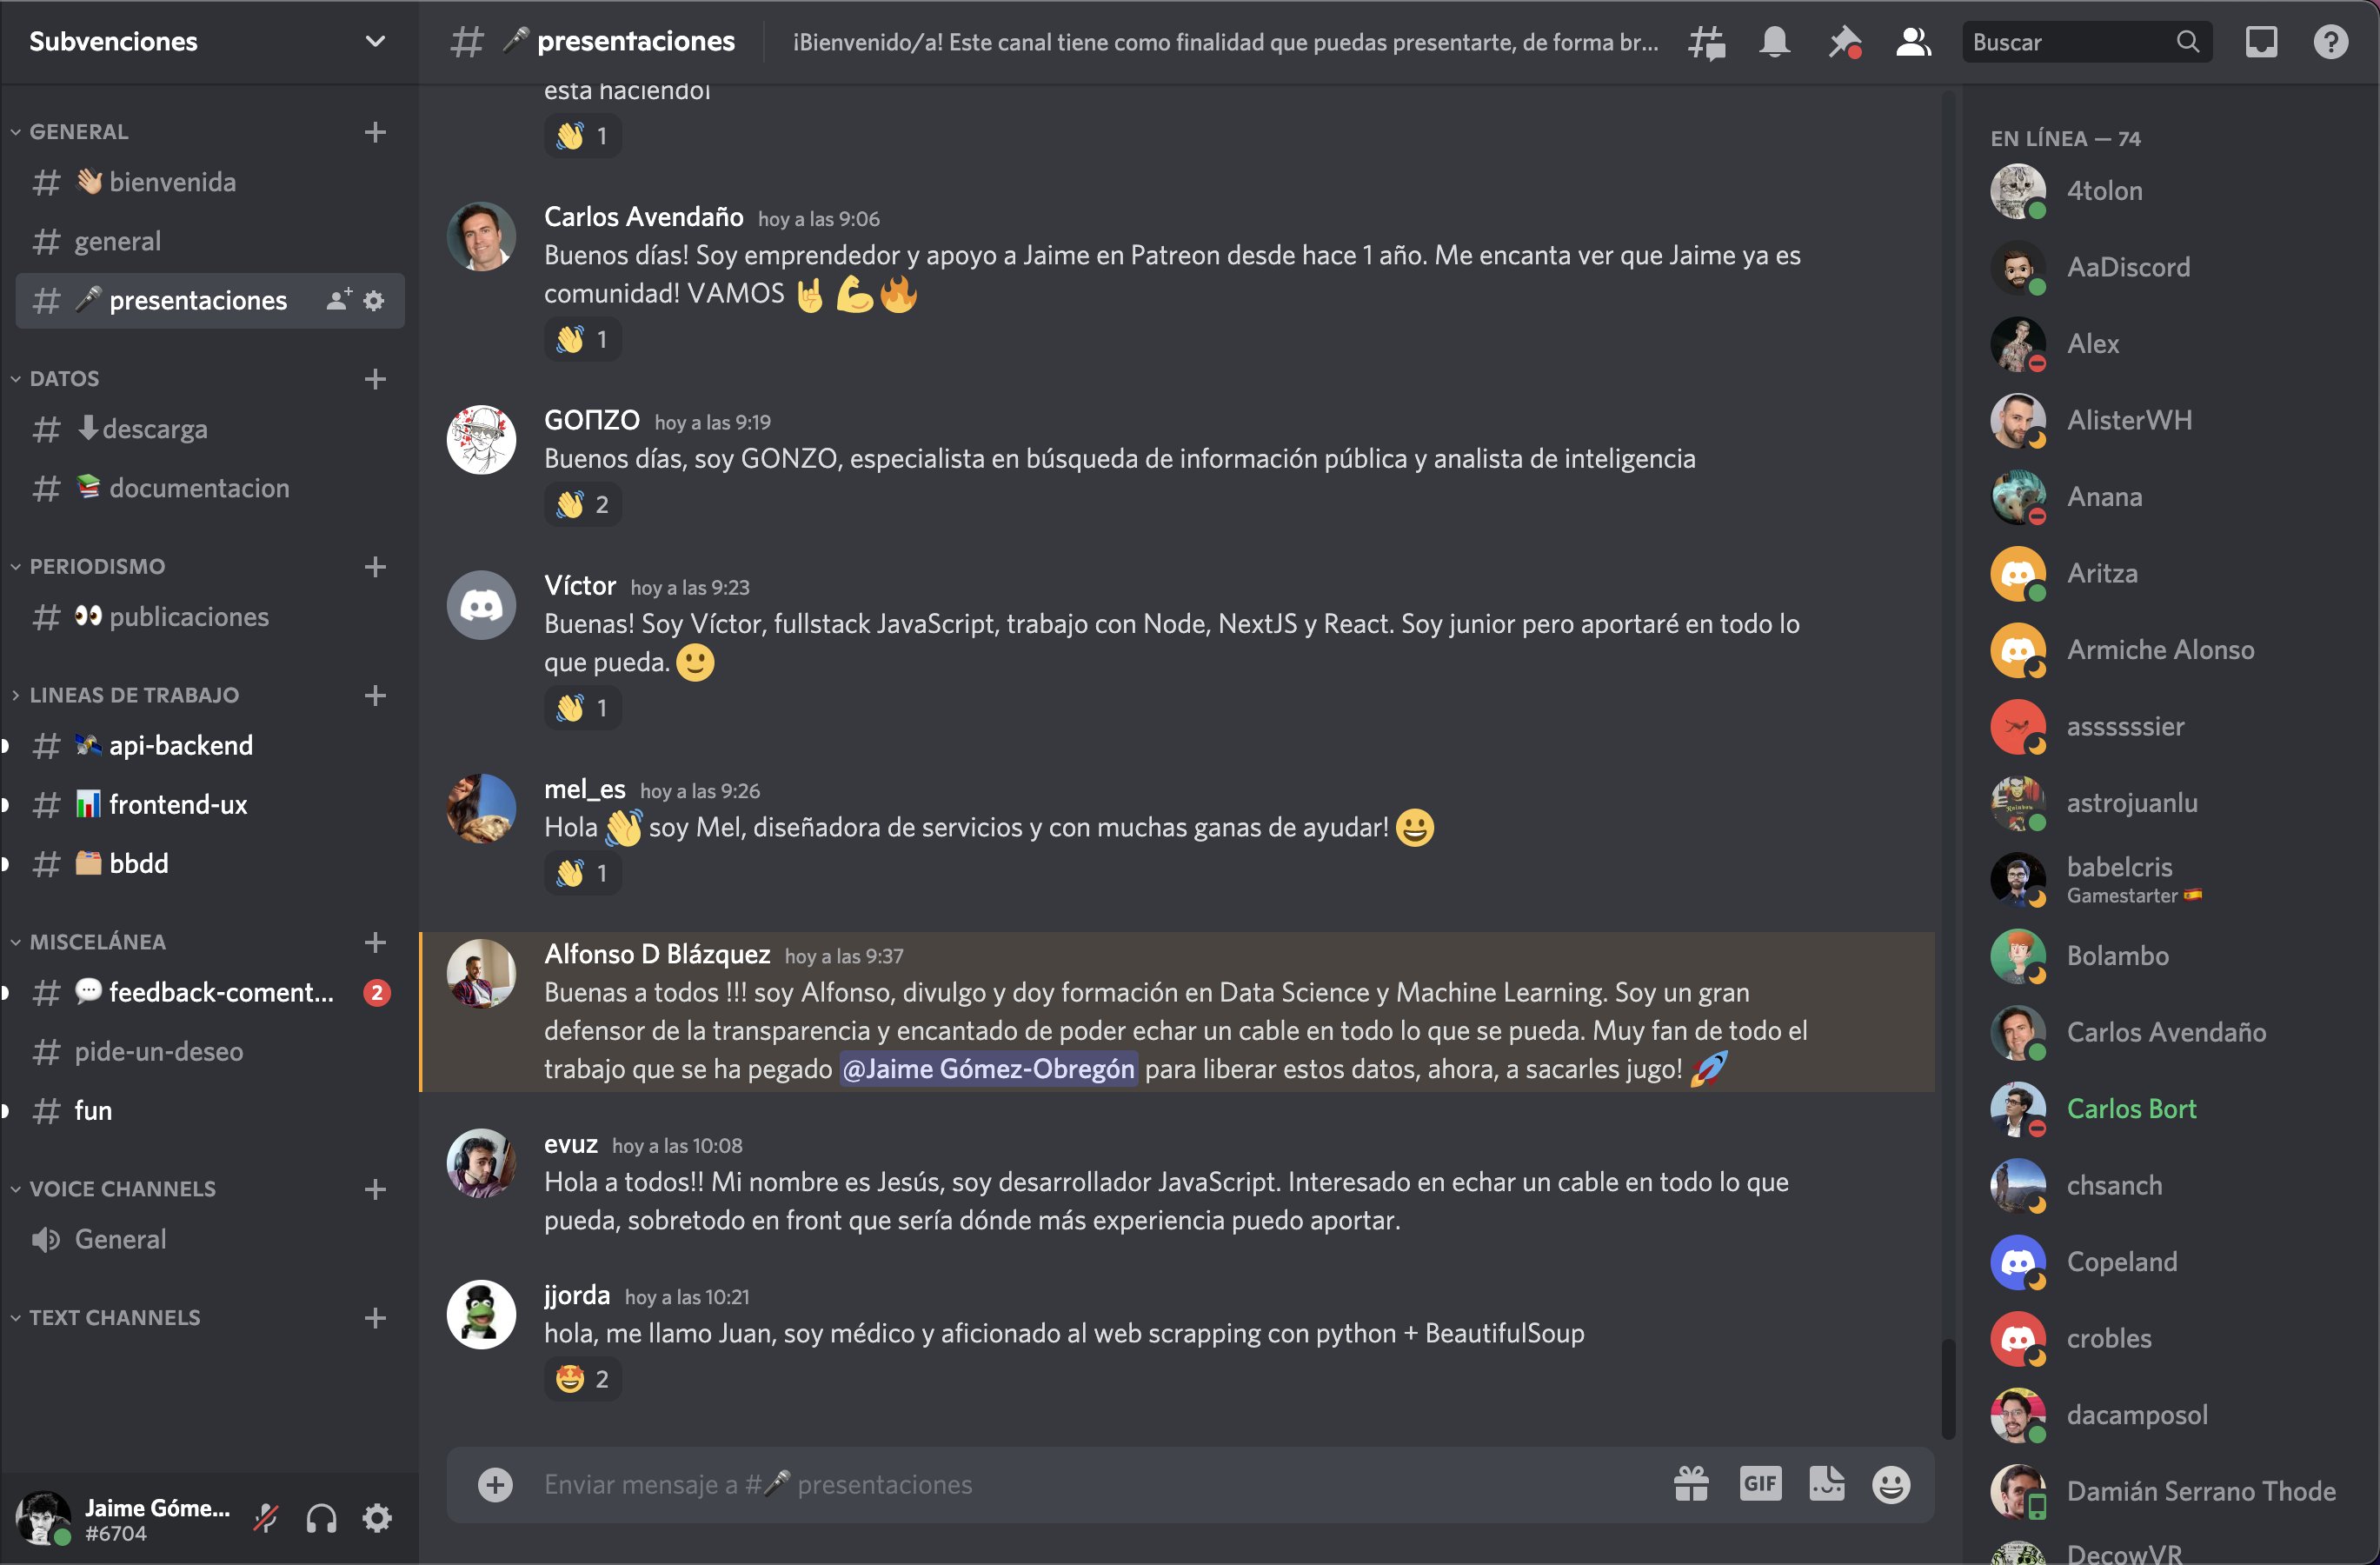 Subvenciones
GENERAL
# 👋🏼 bienvenida
# general
# 🎤 presentaciones
DATOS
# ⬇descarga
# 📚 documentacion
PERIODISMO
# 👀 publicaciones
LINEAS DE TRABAJO
# 🛰 api-backend
# 📊 frontend-ux
# 🗂 bbdd
MISCELÁNEA
# 💬 feedback-coment... 2
# pide-un-deseo
# fun
VOICE CHANNELS
General
TEXT CHANNELS
Jaime Góme...
#6704
# 🎤 presentaciones
¡Bienvenido/a! Este canal tiene como finalidad que puedas presentarte, de forma br...
Buscar
?
está haciendo!
👋 1
Carlos Avendaño hoy a las 9:06
Buenos días! Soy emprendedor y apoyo a Jaime en Patreon desde hace 1 año. Me encanta ver que Jaime ya es
comunidad! VAMOS 🤘 💪 🔥
👋 1
GOΠZO hoy a las 9:19
Buenos días, soy GONZO, especialista en búsqueda de información pública y analista de inteligencia
👋 2
Víctor hoy a las 9:23
Buenas! Soy Víctor, fullstack JavaScript, trabajo con Node, NextJS y React. Soy junior pero aportaré en todo lo
que pueda. 🙂
👋 1
mel_es hoy a las 9:26
Hola 👋 soy Mel, diseñadora de servicios y con muchas ganas de ayudar! 😀
👋 1
Alfonso D Blázquez hoy a las 9:37
Buenas a todos !!! soy Alfonso, divulgo y doy formación en Data Science y Machine Learning. Soy un gran
defensor de la transparencia y encantado de poder echar un cable en todo lo que se pueda. Muy fan de todo el
trabajo que se ha pegado @Jaime Gómez-Obregón para liberar estos datos, ahora, a sacarles jugo! 🚀
evuz hoy a las 10:08
Hola a todos!! Mi nombre es Jesús, soy desarrollador JavaScript. Interesado en echar un cable en todo lo que
pueda, sobretodo en front que sería dónde más experiencia puedo aportar.
jjorda hoy a las 10:21
hola, me llamo Juan, soy médico y aficionado al web scrapping con python + BeautifulSoup
🤩 2
Enviar mensaje a #🎤 presentaciones
GIF
EN LÍNEA — 74
4tolon
AaDiscord
Alex
AlisterWH
Anana
Aritza
Armiche Alonso
assssssier
astrojuanlu
babelcris
Gamestarter 🇪🇸
Bolambo
Carlos Avendaño
Carlos Bort
chsanch
Copeland
crobles
dacamposol
Damián Serrano Thode
DecowVR